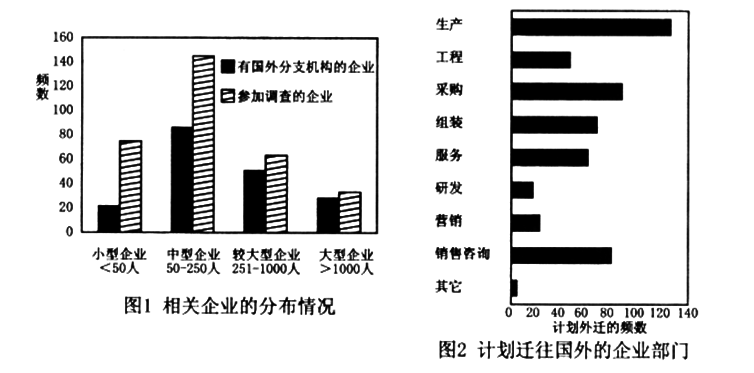 160
140
120
100
80
60
40
20
0
频数
有国外分支机构的企业
参加调查的企业
小型企业 中型企业 较大型企业 大型企业
<50人 50-250人 251-1000人 >1000人
图1 相关企业的分布情况
生产
工程
采购
组装
服务
研发
营销
销售咨询
其它
0 20 40 60 80 100 120 140
计划外迁的频数
图2 计划迁往国外的企业部门